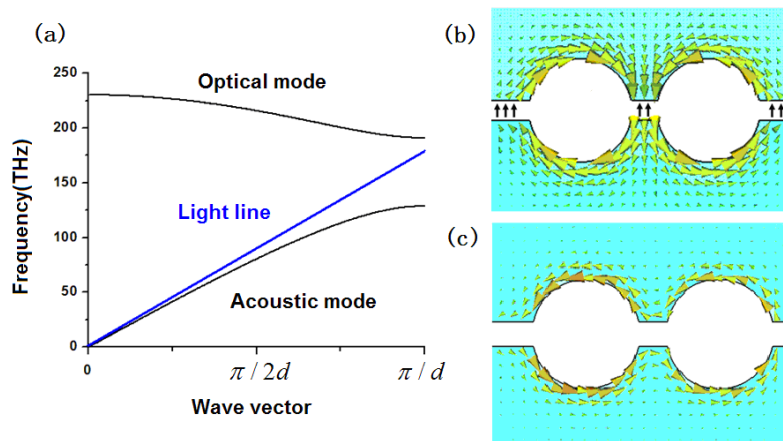 (a)
Frequency(THz)
250
200
150
100
50
0
Optical mode
Light line
Acoustic mode
0
π / 2d
π / d
Wave vector
(b)
(c)